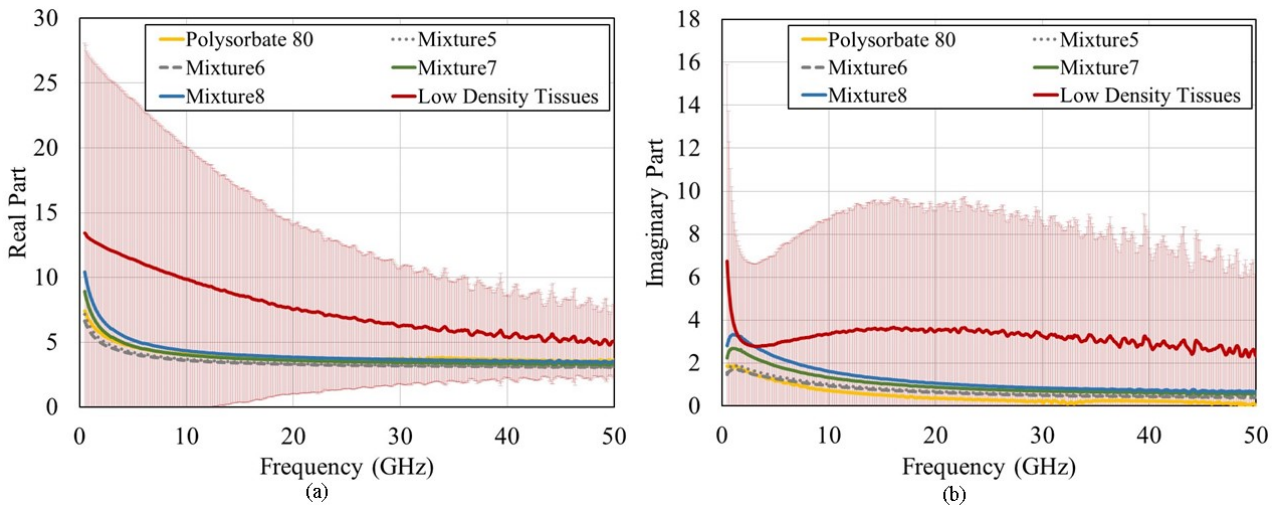 30
25
20
15
10
5
0
Real Part
Polysorbate 80
Mixture5
Mixture6
Mixture7
Mixture8
Low Density Tissues
0
10
20
30
40
50
Frequency (GHz)
(a)
18
16
14
12
10
8
6
4
2
0
Imaginary Part
Polysorbate 80
Mixture5
Mixture6
Mixture7
Mixture8
Low Density Tissues
0
10
20
30
40
50
Frequency (GHz)
(b)